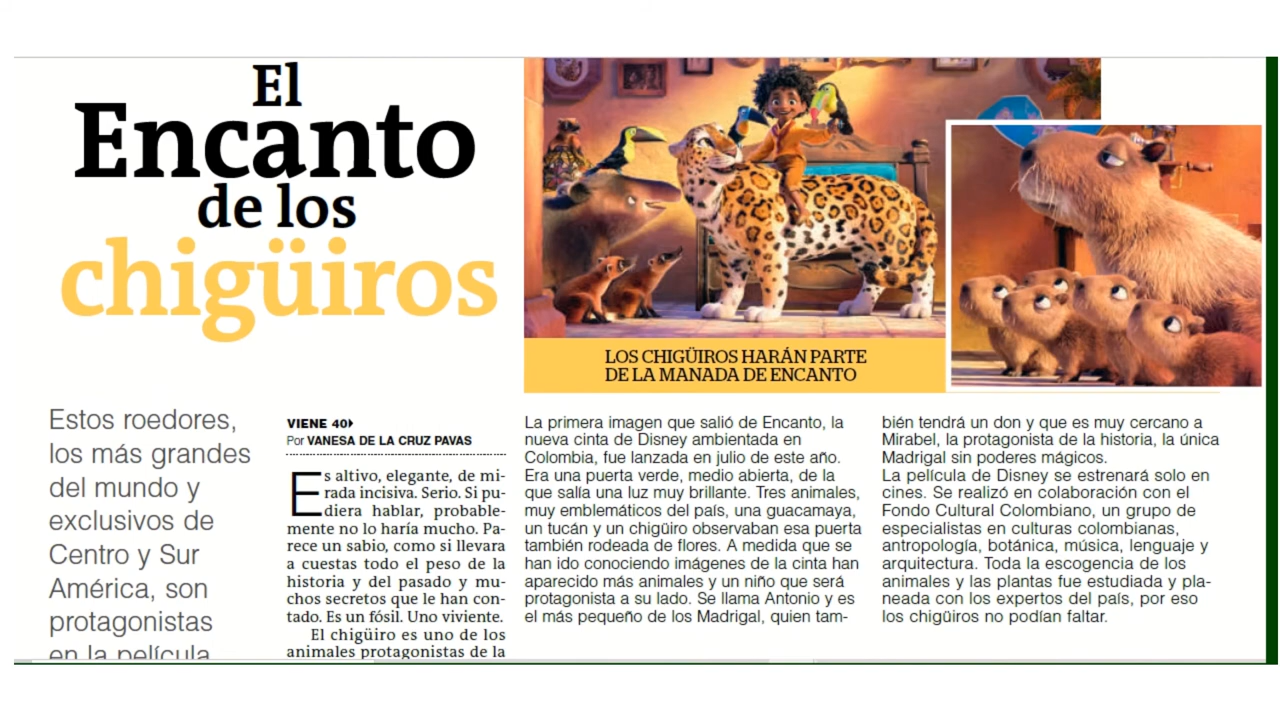 El
Encanto
de los
chigüiros
LOS CHIGÜIROS HARÁN PARTE
DE LA MANADA DE ENCANTO
Estos roedores,
los más grandes
del mundo y
exclusivos de
Centro y Sur
América, son
protagonistas
en la película
VIENE 40
Por VANESA DE LA CRUZ PAVAS
Es altivo, elegante, de mi-
rada incisiva. Serio. Si pu-
diera hablar, probable-
mente no lo haría mucho. Pa-
rece un sabio, como si llevara
a cuestas todo el peso de la
historia y del pasado y mu-
chos secretos que le han con-
tado. Es un fósil. Uno viviente.
El chigüiro es uno de los
animales protagonistas de la
La primera imagen que salió de Encanto, la
nueva cinta de Disney ambientada en
Colombia, fue lanzada en julio de este año.
Era una puerta verde, medio abierta, de la
que salía una luz muy brillante. Tres animales,
muy emblemáticos del país, una guacamaya,
un tucán y un chigüiro observaban esa puerta
también rodeada de flores. A medida que se
han ido conociendo imágenes de la cinta han
aparecido más animales y un niño que será
protagonista a su lado. Se llama Antonio y es
el más pequeño de los Madrigal, quien tam-
bién tendrá un don y que es muy cercano a
Mirabel, la protagonista de la historia, la única
Madrigal sin poderes mágicos.
La película de Disney se estrenará solo en
cines. Se realizó en colaboración con el
Fondo Cultural Colombiano, un grupo de
especialistas en culturas colombianas,
antropología, botánica, música, lenguaje y
arquitectura. Toda la escogencia de los
animales y las plantas fue estudiada y pla-
neada con los expertos del país, por eso
los chigüiros no podían faltar.